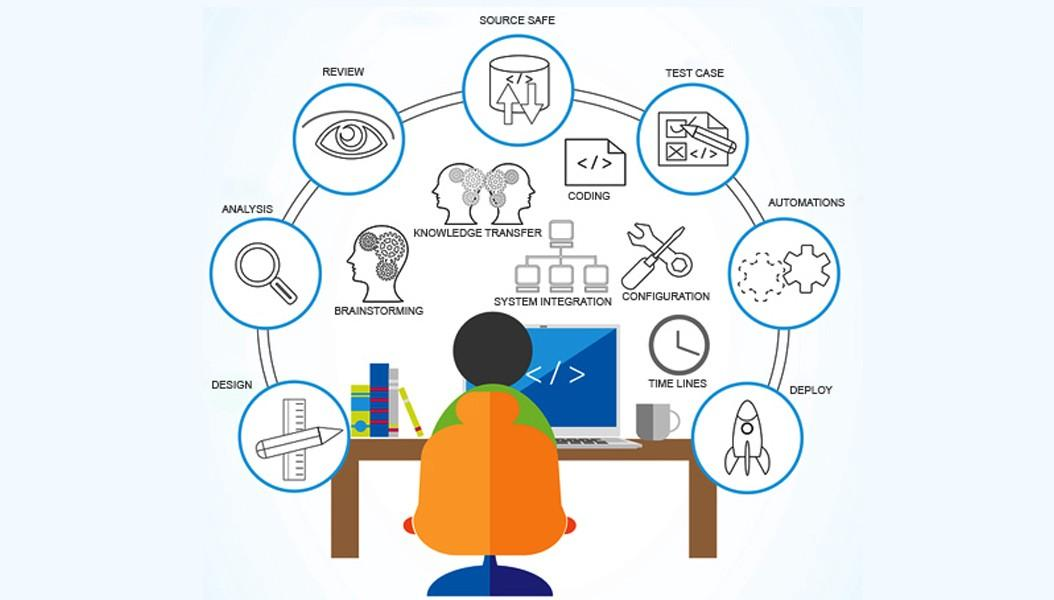 SOURCE SAFE
REVIEW
TEST CASE
</>
</>
</>
CODING
ANALYSIS
AUTOMATIONS
KNOWLEDGE TRANSFER
BRAINSTORMING
SYSTEM INTEGRATION
CONFIGURATION
</>
TIME LINES
DESIGN
DEPLOY